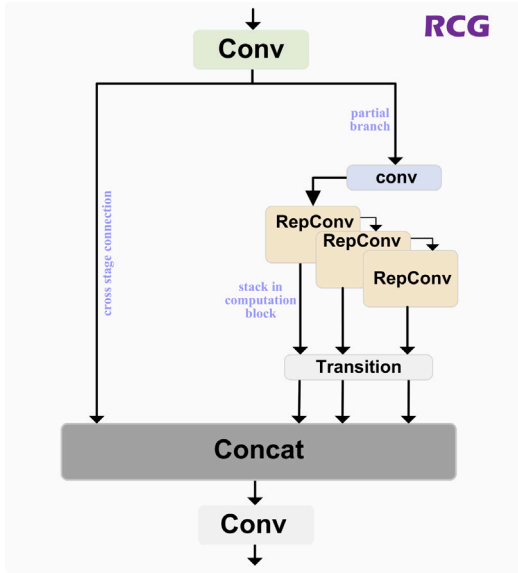 RCG
Conv
partial
branch
conv
cross stage connection
RepConv
RepConv
RepConv
stack in
computation
block
Transition
Concat
Conv